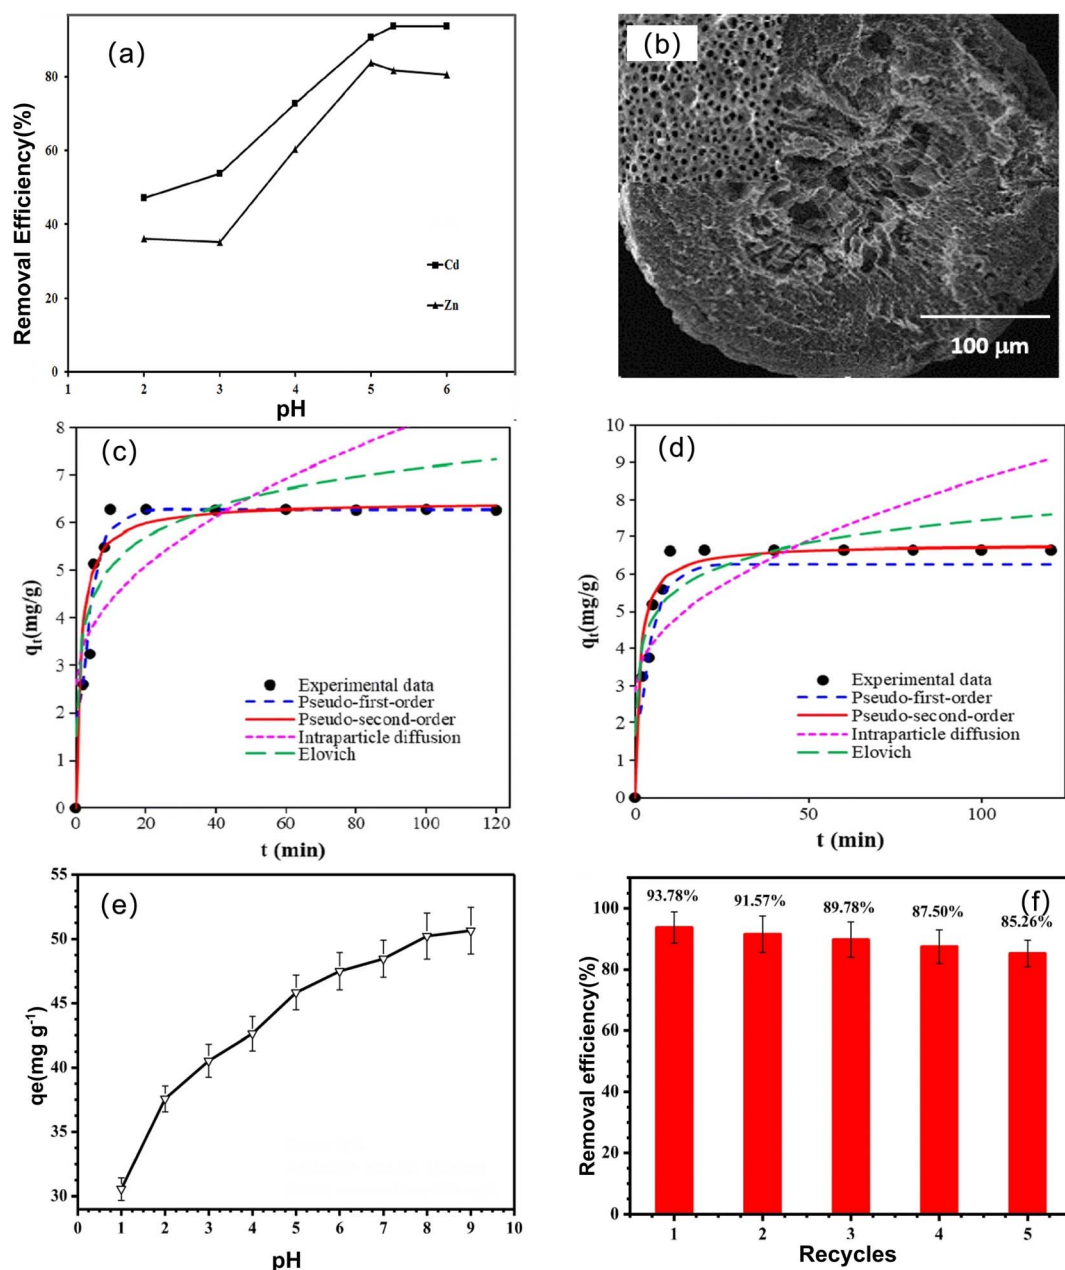 (a)
Removal Efficiency(%)
80
60
40
20
0
Cd
Zn
1 2 3 4 5 6
pH
(b)
100 μm
(c)
qt(mg/g)
8
7
6
5
4
3
2
1
0
Experimental data
Pseudo-first-order
Pseudo-second-order
Intraparticle diffusion
Elovich
0 20 40 60 80 100 120
t (min)
(d)
qt(mg/g)
10
9
8
7
6
5
4
3
2
1
0
Experimental data
Pseudo-first-order
Pseudo-second-order
Intraparticle diffusion
Elovich
0 50 100
t (min)
(e)
qe(mg g-1)
55
50
45
40
35
30
0 1 2 3 4 5 6 7 8 9 10
pH
(f)
Removal efficiency(%)
100
80
60
40
20
0
93.78% 91.57% 89.78% 87.50% 85.26%
1 2 3 4 5
Recycles